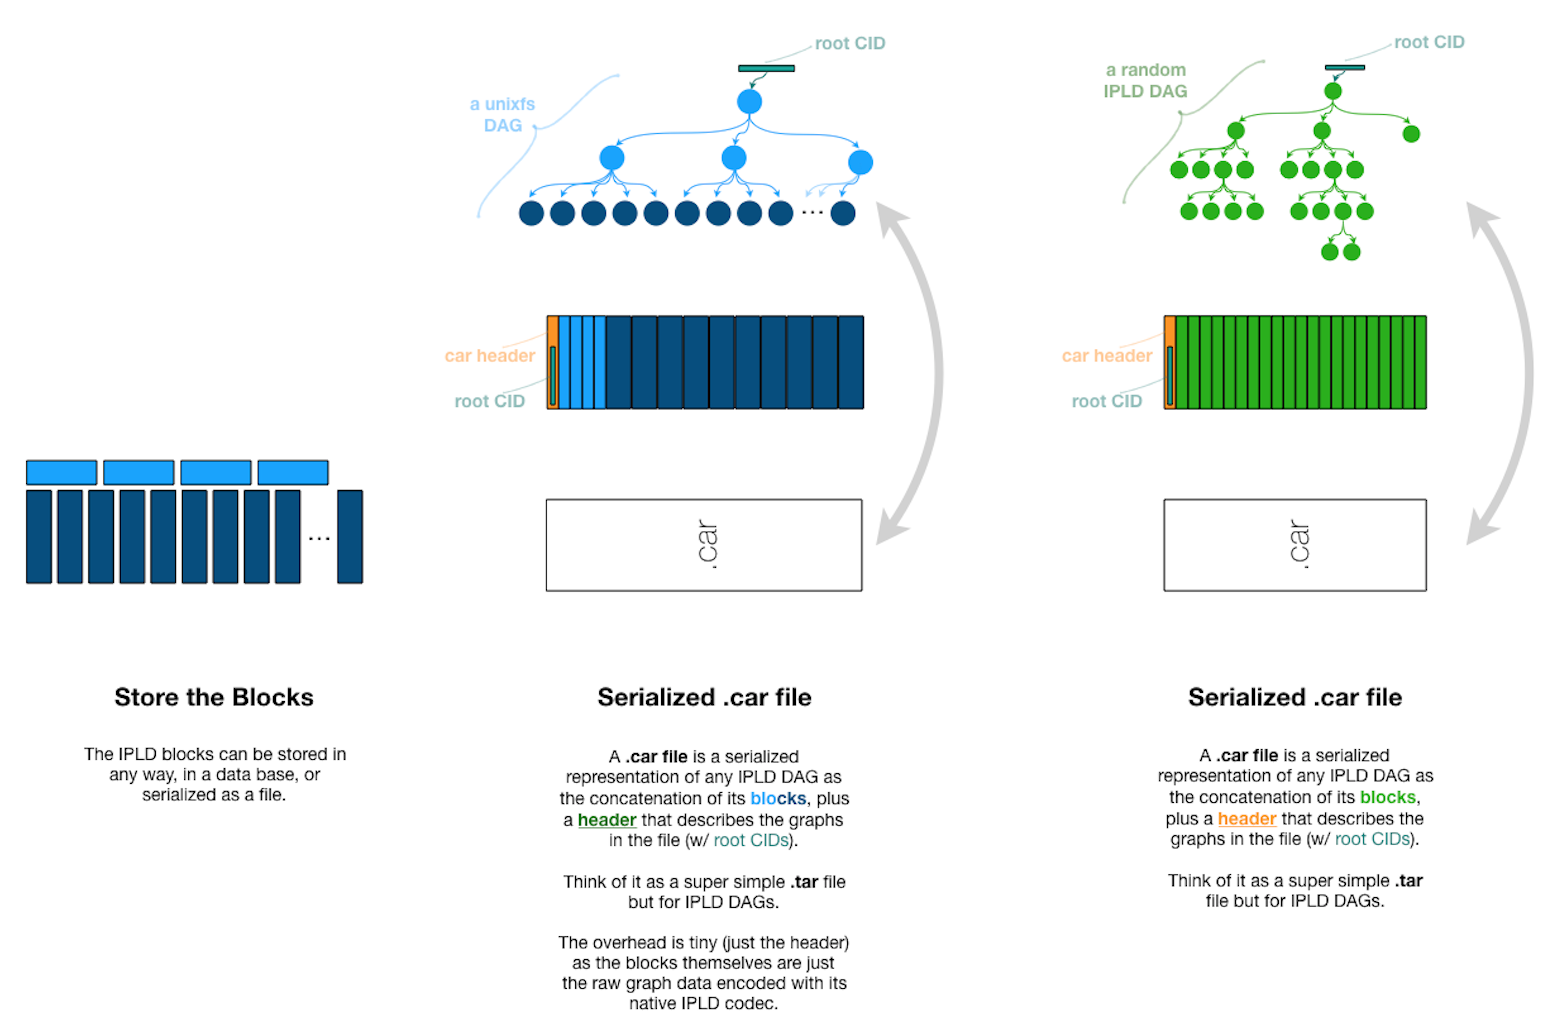 root CID
a unixfs
DAG
...
car header
root CID
.car
root CID
a random
IPLD DAG
car header
root CID
.car
...
Store the Blocks
The IPLD blocks can be stored in
any way, in a data base, or
serialized as a file.
Serialized .car file
A .car file is a serialized
representation of any IPLD DAG as
the concatenation of its blocks, plus
a header that describes the graphs
in the file (w/ root CIDs).
Think of it as a super simple .tar file
but for IPLD DAGs.
The overhead is tiny (just the header)
as the blocks themselves are just
the raw graph data encoded with its
native IPLD codec.
Serialized .car file
A .car file is a serialized
representation of any IPLD DAG as
the concatenation of its blocks,
plus a header that describes the
graphs in the file (w/ root CIDs).
Think of it as a super simple .tar
file but for IPLD DAGs.